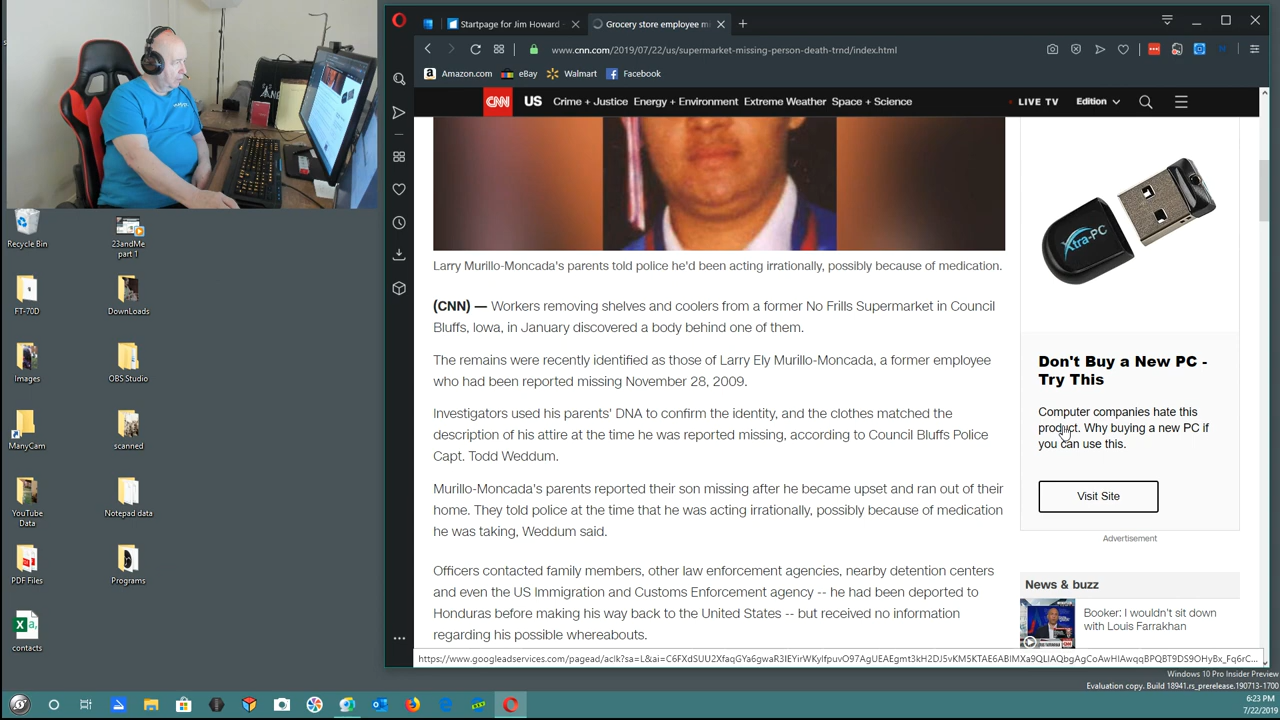 Startpage for Jim Howard
Grocery store employee m
www.cnn.com/2019/07/22/us/supermarket-missing-person-death-trnd/index.html
Amazon.com eBay Walmart Facebook
CNN US Crime + Justice Energy + Environment Extreme Weather Space + Science LIVE TV Edition
Larry Murillo-Moncada's parents told police he'd been acting irrationally, possibly because of medication.
(CNN) — Workers removing shelves and coolers from a former No Frills Supermarket in Council
Bluffs, Iowa, in January discovered a body behind one of them.
The remains were recently identified as those of Larry Ely Murillo-Moncada, a former employee
who had been reported missing November 28, 2009.
Investigators used his parents' DNA to confirm the identity, and the clothes matched the
description of his attire at the time he was reported missing, according to Council Bluffs Police
Capt. Todd Weddum.
Murillo-Moncada's parents reported their son missing after he became upset and ran out of their
home. They told police at the time that he was acting irrationally, possibly because of medication
he was taking, Weddum said.
Officers contacted family members, other law enforcement agencies, nearby detention centers
and even the US Immigration and Customs Enforcement agency -- he had been deported to
Honduras before making his way back to the United States -- but received no information
regarding his possible whereabouts.
Xtra-PC
Don't Buy a New PC -
Try This
Computer companies hate this
product. Why buying a new PC if
you can use this.
Visit Site
Advertisement
News & buzz
Booker: I wouldn't sit down
with Louis Farrakhan
Recycle Bin
23andMe
part 1
FT-70D
DownLoads
Images
OBS Studio
ManyCam
scanned
YouTube
Data
Notepad data
PDF Files
Programs
contacts
Windows 10 Pro Insider Preview
Evaluation copy. Build 18941.rs_prerelease.190713-1700
6:23 PM
7/22/2019